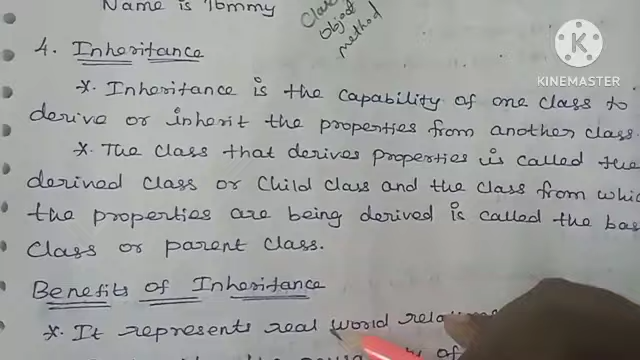 Name is Tommy
Class
object
method
4. Inheritance
*. Inheritance is the capability of one class to
derive or inherit the properties from another class.
*. The class that derives properties is called the
derived class or child class and the class from whic
the properties are being derived is called the bas
class or parent class.
Benefits of Inheritance
*. It represents real world
KINEMASTER